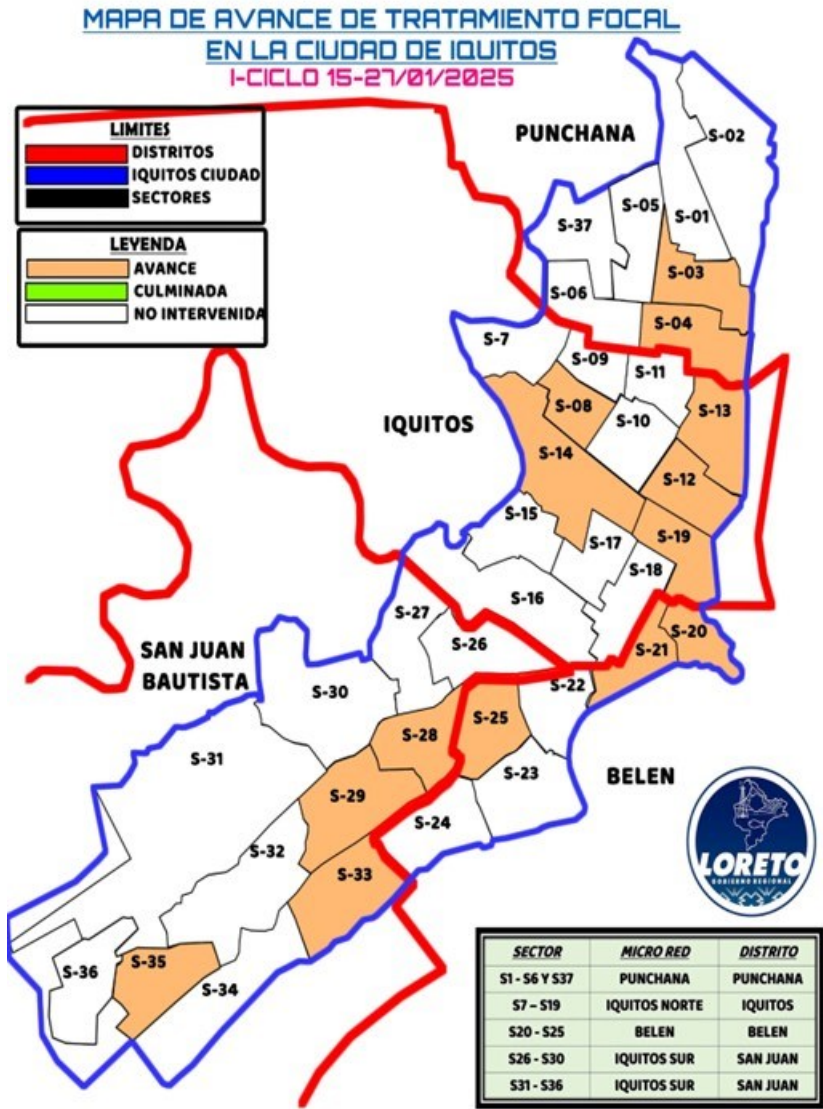 MAPA DE AVANCE DE TRATAMIENTO FOCAL
EN LA CIUDAD DE IQUITOS
I-CICLO 15-27/01/2025
LIMITES
DISTRITOS
IQUITOS CIUDAD
SECTORES
LEYENDA
AVANCE
CULMINADA
NO INTERVENIDA
PUNCHANA
S-02
S-05
S-01
S-37
S-03
S-06
S-04
S-7
S-09
S-11
S-08
S-13
S-10
IQUITOS
S-14
S-12
S-15
S-19
S-17
S-18
S-16
S-27
S-26
S-20
S-21
SAN JUAN
BAUTISTA
S-22
S-30
S-25
S-28
S-31
S-23
BELEN
S-29
S-24
S-32
S-33
S-35
S-36
S-34
LORETO
GOBIERNO REGIONAL
SECTOR MICRO RED DISTRITO
S1 - S6 Y S37 PUNCHANA PUNCHANA
S7 – S19 IQUITOS NORTE IQUITOS
S20 - S25 BELEN BELEN
S26 - S30 IQUITOS SUR SAN JUAN
S31 - S36 IQUITOS SUR SAN JUAN